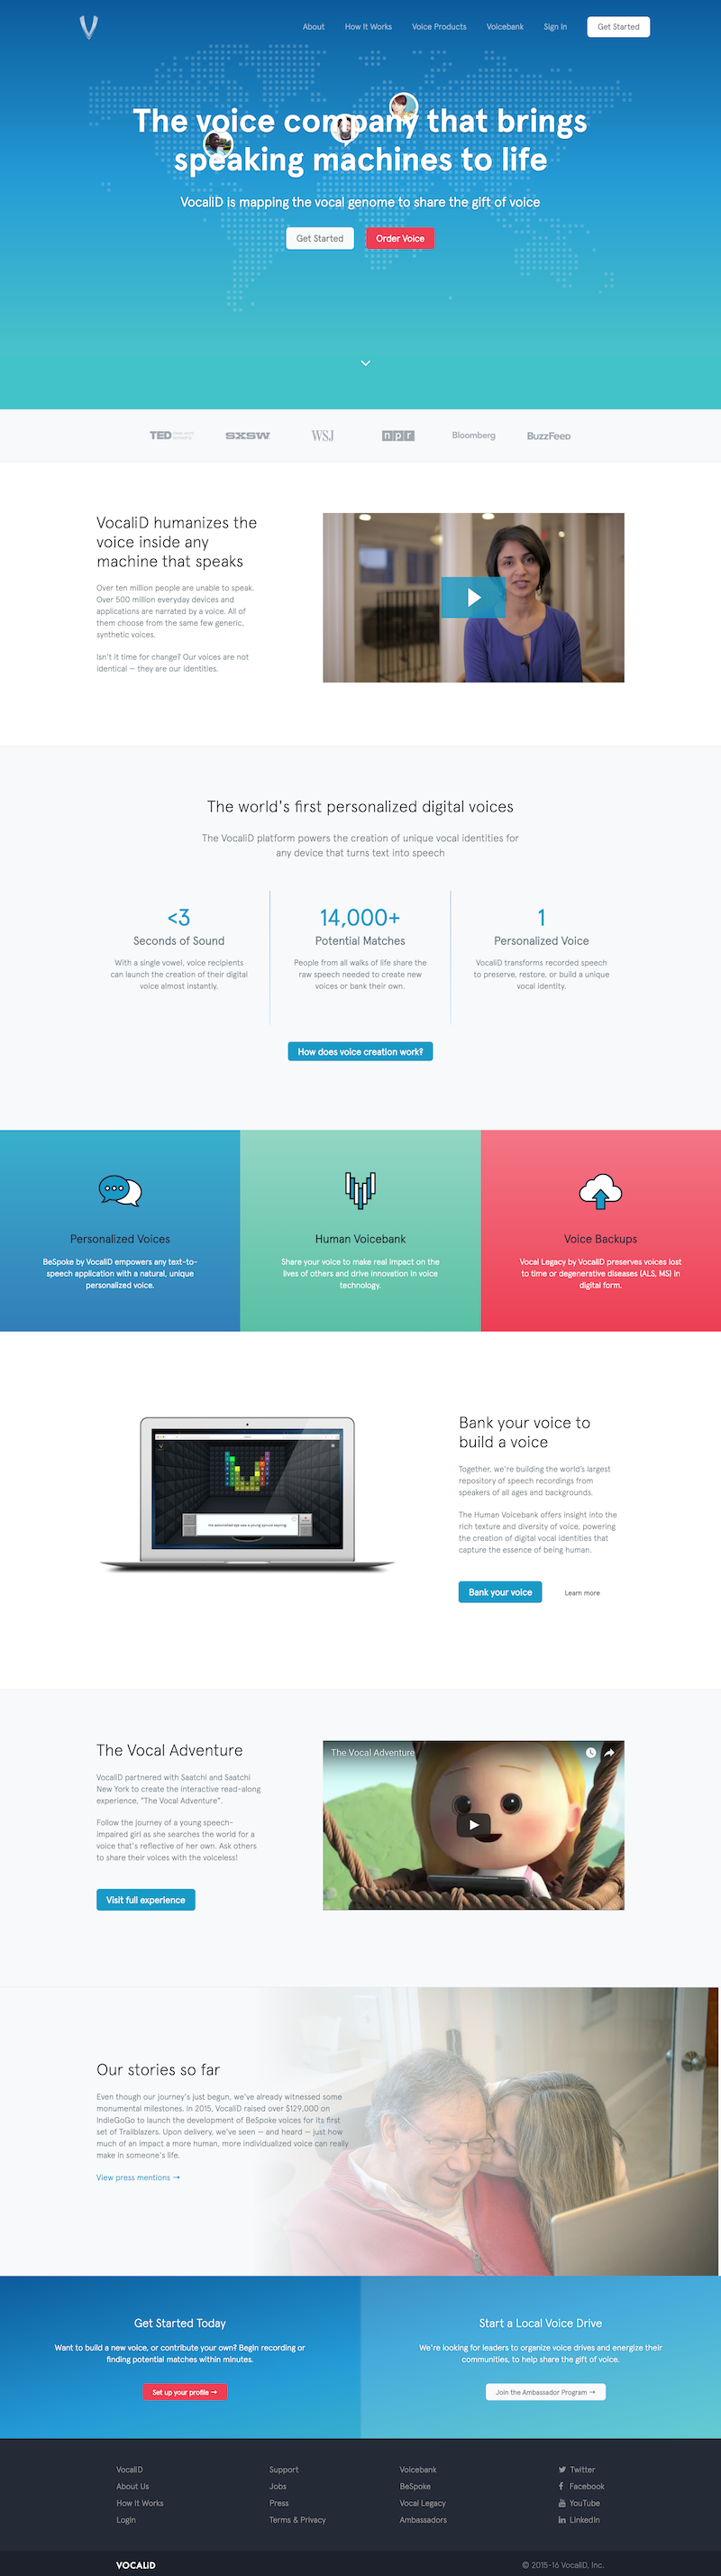 About How It Works Voice Products Voicebank Sign In Get Started
The voice company that brings
speaking machines to life
VocaliD is mapping the vocal genome to share the gift of voice
Get Started Order Voice
TED SXSW WSJ npr Bloomberg BuzzFeed
VocaliD humanizes the
voice inside any
machine that speaks
Over ten million people are unable to speak.
Over 500 million everyday devices and
applications are narrated by a voice. All of
them choose from the same few generic,
synthetic voices.
Isn't it time for change? Our voices are not
identical — they are our identities.
The world's first personalized digital voices
The VocaliD platform powers the creation of unique vocal identities for
any device that turns text into speech
<3
Seconds of Sound
With a single vowel, voice recipients
can launch the creation of their digital
voice almost instantly.
14,000+
Potential Matches
People from all walks of life share the
raw speech needed to create new
voices or bank their own.
1
Personalized Voice
VocaliD transforms recorded speech
to preserve, restore, or build a unique
vocal identity.
How does voice creation work?
Personalized Voices
BeSpoke by VocaliD empowers any text-to-
speech application with a natural, unique
personalized voice.
Human Voicebank
Share your voice to make real impact on the
lives of others and drive innovation in voice
technology.
Voice Backups
Vocal Legacy by VocaliD preserves voices lost
to time or degenerative diseases (ALS, MS) in
digital form.
Bank your voice to
build a voice
Together, we're building the world's largest
repository of speech recordings from
speakers of all ages and backgrounds.
The Human Voicebank offers insight into the
rich texture and diversity of voice, powering
the creation of digital vocal identities that
capture the essence of being human.
Bank your voice Learn more
The Vocal Adventure
VocaliD partnered with Saatchi and Saatchi
New York to create the interactive read-along
experience, "The Vocal Adventure".
Follow the journey of a young speech-
impaired girl as she searches the world for a
voice that's reflective of her own. Ask others
to share their voices with the voiceless!
Visit full experience
The Vocal Adventure
Our stories so far
Even though our journey's just begun, we've already witnessed some
monumental milestones. In 2015, VocaliD raised over $129,000 on
IndieGoGo to launch the development of BeSpoke voices for its first
set of Trailblazers. Upon delivery, we've seen — and heard — just how
much of an impact a more human, more individualized voice can really
make in someone's life.
View press mentions →
Get Started Today
Want to build a new voice, or contribute your own? Begin recording or
finding potential matches within minutes.
Set up your profile →
Start a Local Voice Drive
We're looking for leaders to organize voice drives and energize their
communities, to help share the gift of voice.
Join the Ambassador Program →
VocaliD Support Voicebank Twitter
About Us Jobs BeSpoke Facebook
How It Works Press Vocal Legacy YouTube
Login Terms & Privacy Ambassadors LinkedIn
VOCALiD © 2015-16 VocaliD, Inc.